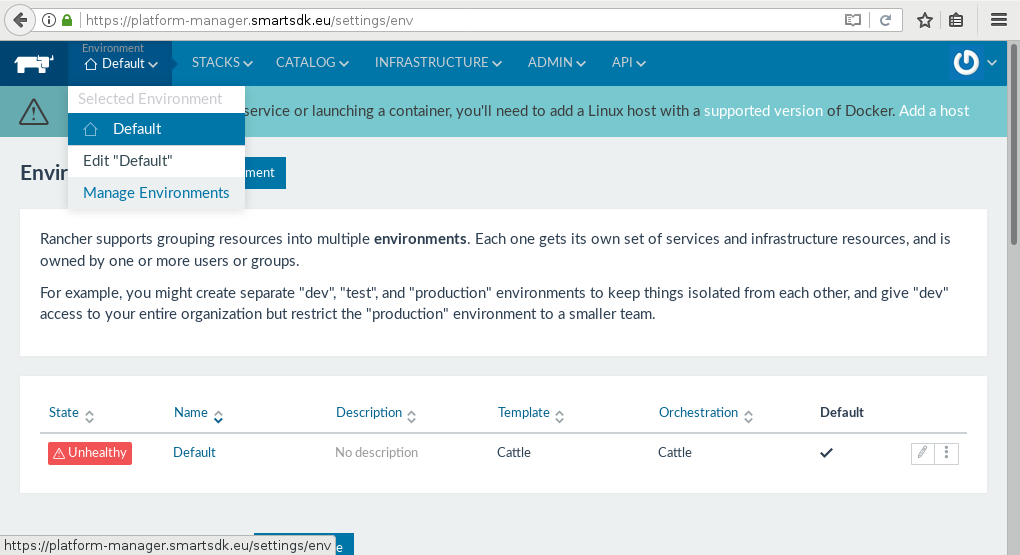 https://platform-manager.smartsdk.eu/settings/env
Environment
Default
STACKS
CATALOG
INFRASTRUCTURE
ADMIN
API
Selected Environment
service or launching a container, you'll need to add a Linux host with a supported version of Docker. Add a host
Default
Edit "Default"
Manage Environments
Rancher supports grouping resources into multiple environments. Each one gets its own set of services and infrastructure resources, and is
owned by one or more users or groups.
For example, you might create separate "dev", "test", and "production" environments to keep things isolated from each other, and give "dev"
access to your entire organization but restrict the "production" environment to a smaller team.
State
Name
Description
Template
Orchestration
Default
Unhealthy
Default
No description
Cattle
Cattle
https://platform-manager.smartsdk.eu/settings/env